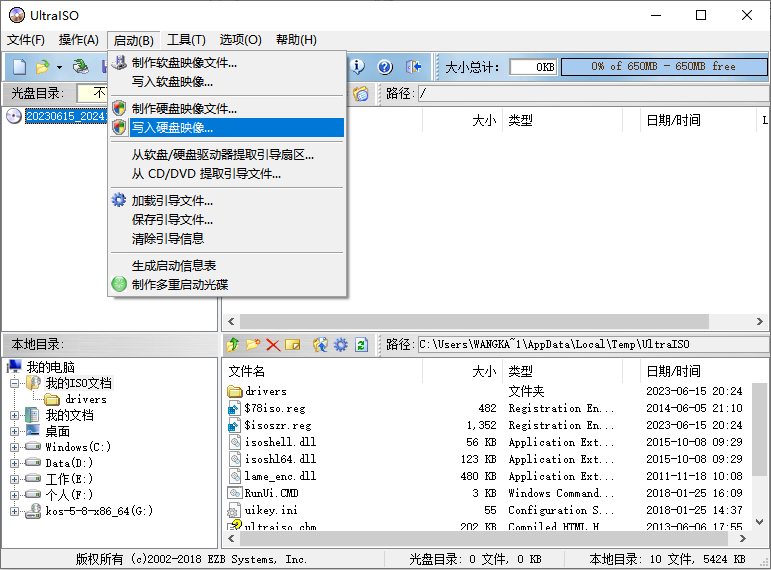 UltraISO
文件(F) 操作(A) 启动(B) 工具(T) 选项(O) 帮助(H)
大小总计: 0KB 0% of 650MB - 650MB free
光盘目录: 不 路径: /
20230615_2024
大小 类型 日期/时间 L
制作软盘映像文件...
写入软盘映像...
制作硬盘映像文件...
写入硬盘映像...
从软盘/硬盘驱动器提取引导扇区...
从 CD/DVD 提取引导文件...
加载引导文件...
保存引导文件...
清除引导信息
生成启动信息表
制作多重启动光碟
本地目录: 路径: C:\Users\WANGKA~1\AppData\Local\Temp\UltraISO
我的电脑
我的ISO文档
drivers
我的文档
桌面
Windows(C:)
Data(D:)
工作(E:)
个人(F:)
kos-5-8-x86_64(G:)
文件名 大小 类型 日期/时间
drivers 文件夹 2023-06-15 20:24
$78iso.reg 482 Registration En... 2014-06-05 21:10
$isoszr.reg 1,352 Registration En... 2023-06-15 20:24
isoshell.dll 56 KB Application Ext... 2015-10-08 09:29
isoshl64.dll 123 KB Application Ext... 2015-10-08 09:29
lame_enc.dll 480 KB Application Ext... 2011-11-18 10:08
RunUi.CMD 3 KB Windows Command... 2018-01-25 16:09
uikey.ini 55 Configuration S... 2018-01-25 14:37
ultraiso.chm 202 KB Compiled HTML H... 2013-06-06 17:55
版权所有 (c)2002-2018 EZB Systems, Inc. 光盘目录: 0 文件, 0 KB 本地目录: 10 文件, 5424 KB